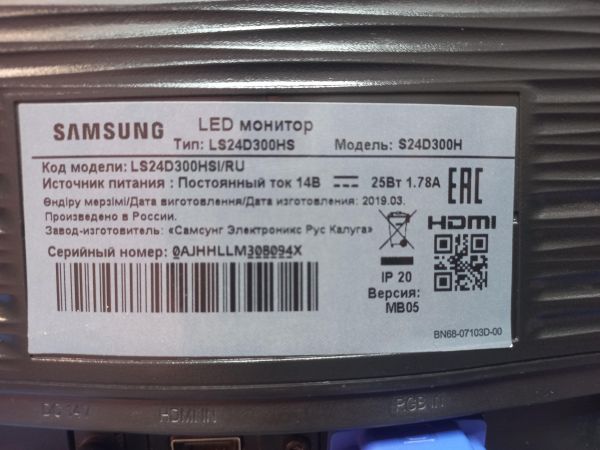 SAMSUNG
LED монитор
Тип: LS24D300HS Модель: S24D300H
Код модели: LS24D300HSI/RU
Источник питания : Постоянный ток 14В 25Вт 1.78А
Өндіру мерзімі/Дата виготовлення/Дата изготовления: 2019.03.
Произведено в России.
Завод-изготовитель: «Самсунг Электроникс Рус Калуга»
Серийный номер: 0AJHHLLM308094X
EAC
HDMI
IP 20
Версия:
MB05
BN68-07103D-00
DC 14V HDMI IN RGB IN